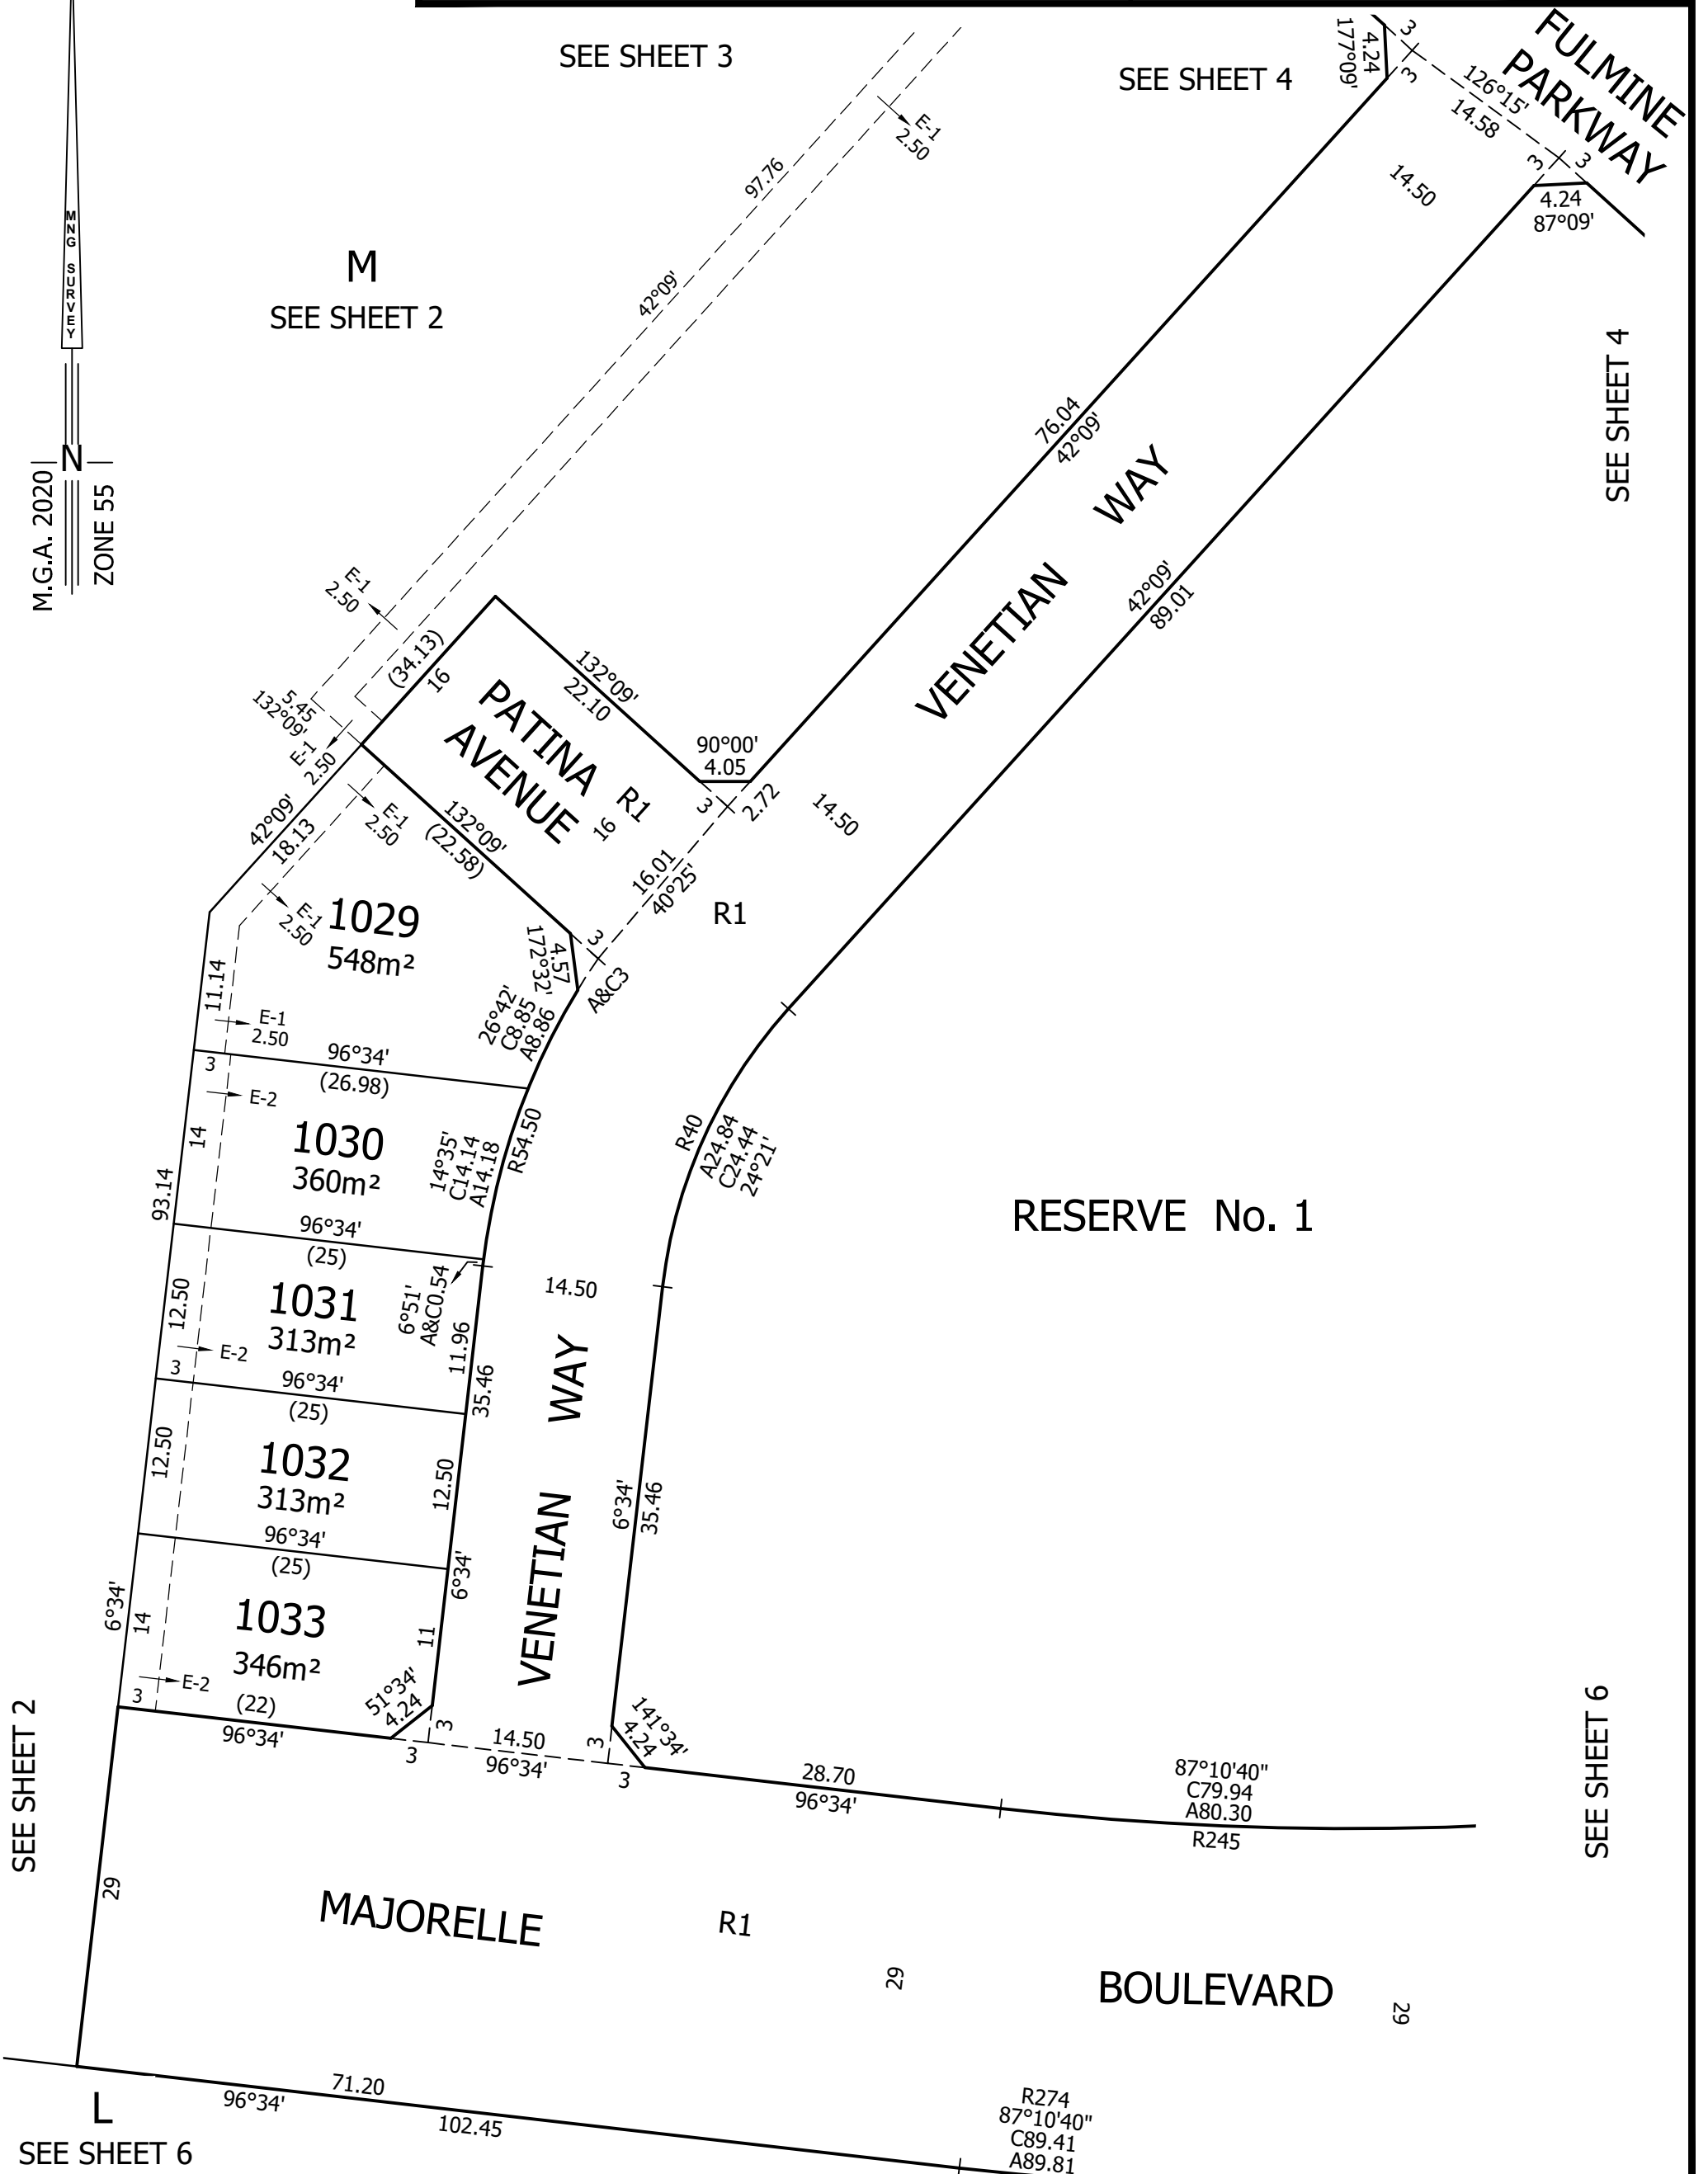 SEE SHEET 3
SEE SHEET 4
FULMINE
PARKWAY
3
4.24
177°09'
3
126°15'
14.58
3
3
4.24
87°09'
14.50
E-1
2.50
97.76
42°09'
MNG SURVEY
M
SEE SHEET 2
N
M.G.A. 2020
ZONE 55
SEE SHEET 4
76.04
42°09'
VENETIAN WAY
42°09'
89.01
E-1
2.50
(34.13)
16
5.45
132°09'
E-1
2.50
132°09'
22.10
PATINA
AVENUE
R1
16
90°00'
4.05
3
2.72
14.50
42°09'
18.13
E-1
2.50
132°09'
(22.58)
16.01
40°25'
R1
E-1
2.50
1029
548m²
3
4.57
172°32'
A&C3
11.14
26°42'
C8.85
A8.86
E-1
2.50
96°34'
(26.98)
3
E-2
1030
360m²
14
14°35'
C14.14
A14.18
R54.50
R40
A24.84
C24.44
24°21'
93.14
RESERVE No. 1
96°34'
(25)
1031
313m²
12.50
6°51'
A&C0.54
11.96
14.50
E-2
3
35.46
96°34'
(25)
1032
313m²
12.50
12.50
VENETIAN WAY
6°34'
35.46
96°34'
(25)
6°34'
6°34'
14
1033
346m²
11
E-2
3
(22)
96°34'
51°34'
4.24
3
3
14.50
96°34'
3
141°34'
4.24
3
28.70
96°34'
87°10'40"
C79.94
A80.30
R245
SEE SHEET 2
SEE SHEET 6
29
MAJORELLE
R1
29
BOULEVARD
29
71.20
96°34'
102.45
L
SEE SHEET 6
R274
87°10'40"
C89.41
A89.81